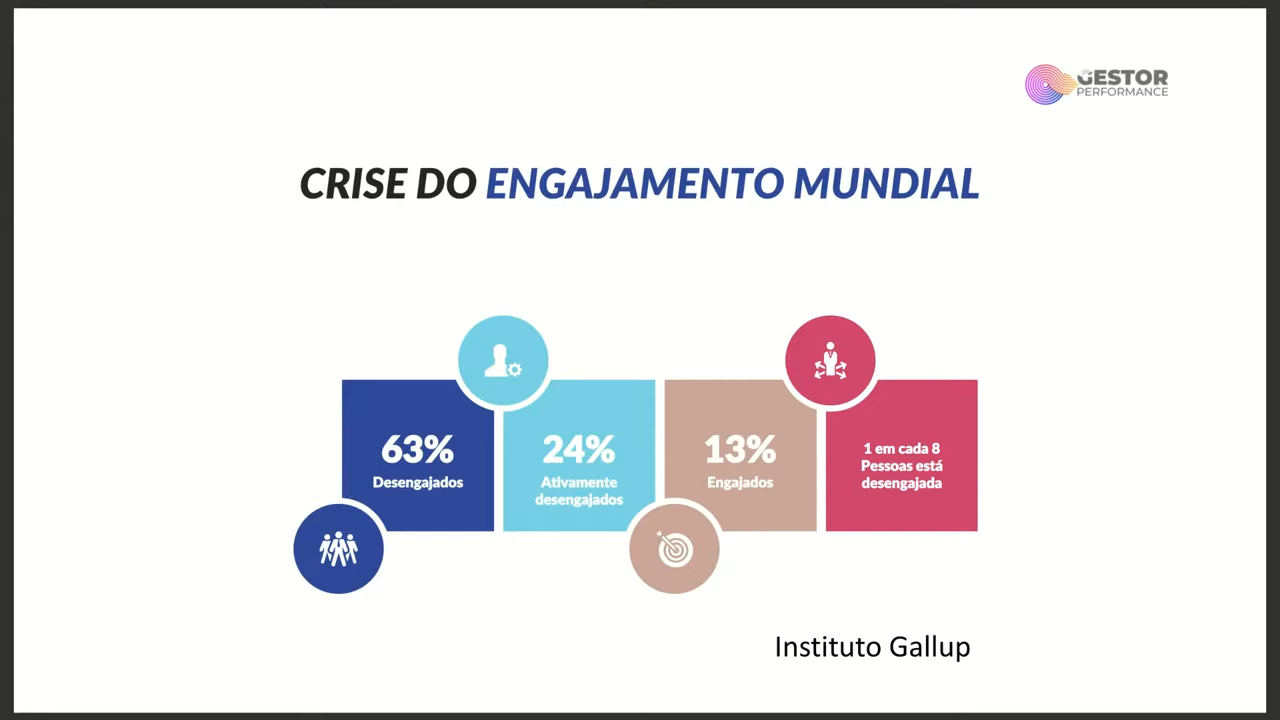 GESTOR
PERFORMANCE
CRISE DO ENGAJAMENTO MUNDIAL
63%
Desengajados
24%
Ativamente
desengajados
13%
Engajados
1 em cada 8
Pessoas está
desengajada
Instituto Gallup